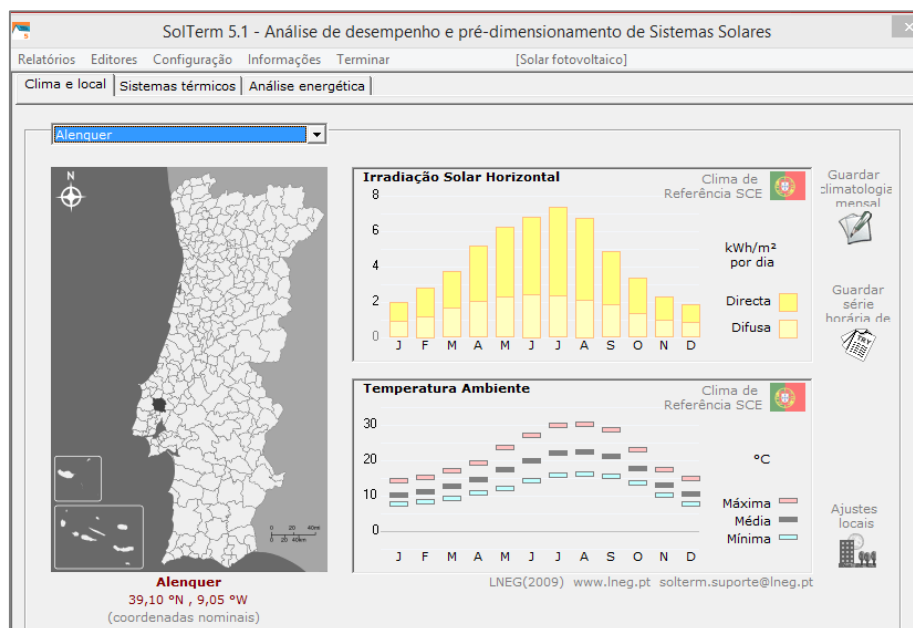 SolTerm 5.1 - Análise de desempenho e pré-dimensionamento de Sistemas Solares
Relatórios Editores Configuração Informações Terminar [Solar fotovoltaico]
Clima e local Sistemas térmicos Análise energética
Alenquer
N
0 20 40mi
0 20 40km
Alenquer
39,10 °N , 9,05 °W
(coordenadas nominais)
Irradiação Solar Horizontal
Clima de
Referência SCE
8
6
4
2
0
kWh/m²
por dia
Directa
Difusa
J F M A M J J A S O N D
Temperatura Ambiente
Clima de
Referência SCE
30
20
10
0
°C
Máxima
Média
Mínima
J F M A M J J A S O N D
LNEG(2009) www.lneg.pt solterm.suporte@lneg.pt
Guardar
climatologia
mensal
Guardar
série
horária de
TRY
Ajustes
locais